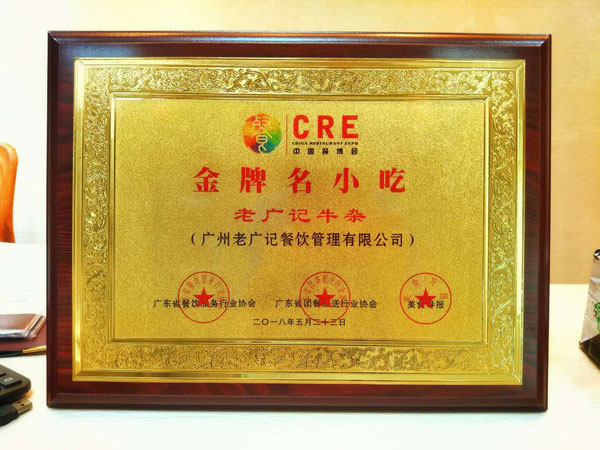 CRE
CHINA RESTAURANT EXPO
中国餐博会
金牌名小吃
老广记牛杂
（广州老广记餐饮管理有限公司）
广东省餐饮服务行业协会 广东省团餐配送行业协会 美食导报
二〇一八年五月二十三日